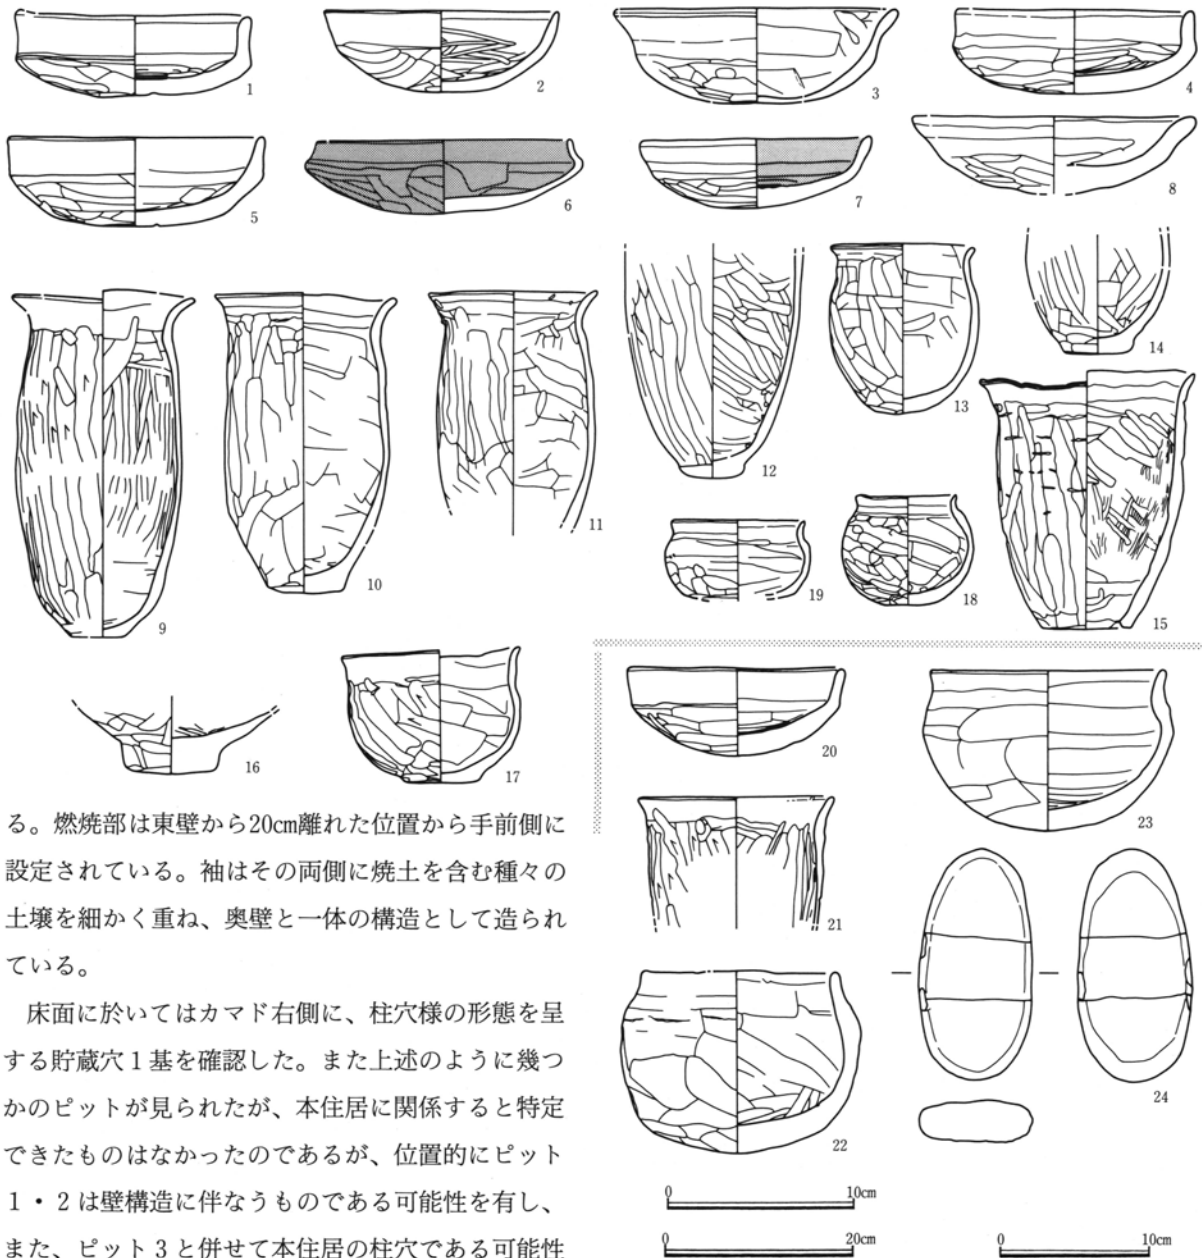 1
2
3
4
5
6
7
8
9
10
11
12
13
14
15
16
17
18
19
20
21
22
23
24
る。燃焼部は東壁から20cm離れた位置から手前側に
設定されている。袖はその両側に焼土を含む種々の
土壌を細かく重ね、奥壁と一体の構造として造られ
ている。
床面に於いてはカマド右側に、柱穴様の形態を呈
する貯蔵穴1基を確認した。また上述のように幾つ
かのピットが見られたが、本住居に関係すると特定
できたものはなかったのであるが、位置的にピット
1・2は壁構造に伴なうものである可能性を有し、
また、ピット3と併せて本住居の柱穴である可能性
0 10cm
0 20cm
0 10cm